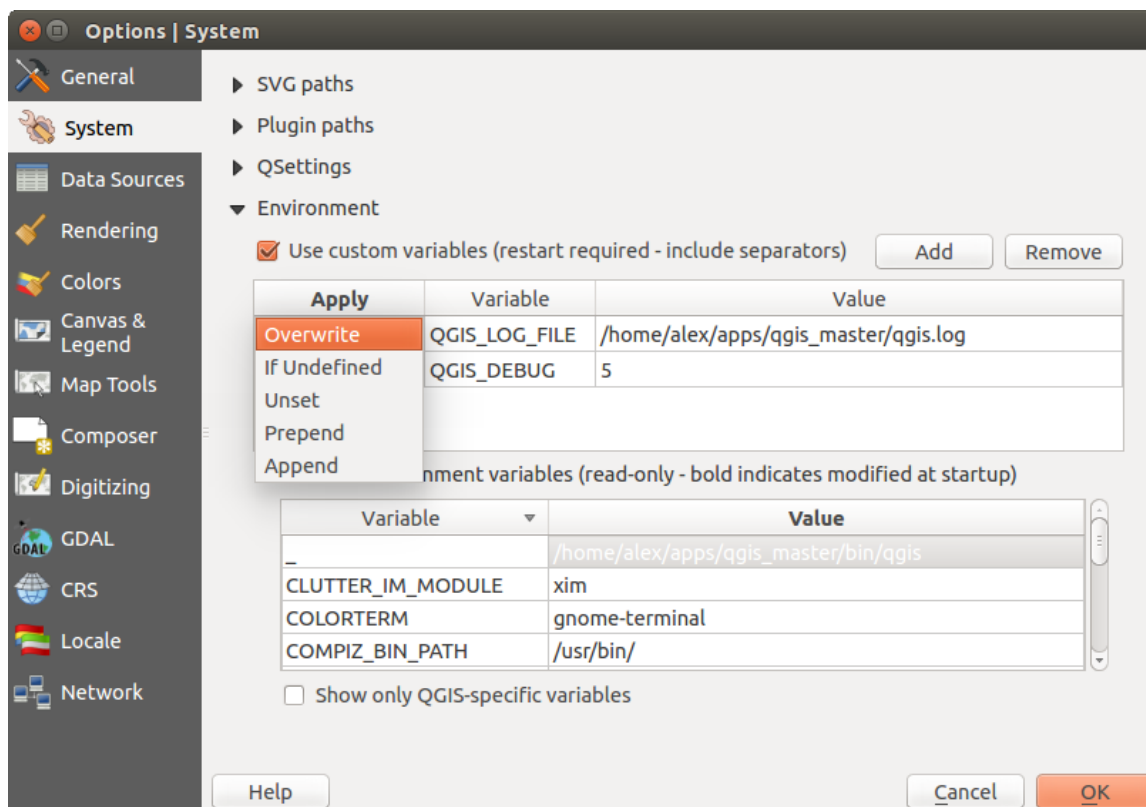 Options | System
General
System
Data Sources
Rendering
Colors
Canvas &
Legend
Map Tools
Composer
Digitizing
GDAL
CRS
Locale
Network
SVG paths
Plugin paths
QSettings
Environment
Use custom variables (restart required - include separators) Add Remove
Apply Variable Value
Overwrite QGIS_LOG_FILE /home/alex/apps/qgis_master/qgis.log
If Undefined QGIS_DEBUG 5
Unset
Prepend
Append
variables (read-only - bold indicates modified at startup)
Variable Value
_ /home/alex/apps/qgis_master/bin/qgis
CLUTTER_IM_MODULE xim
COLORTERM gnome-terminal
COMPIZ_BIN_PATH /usr/bin/
Show only QGIS-specific variables
Help Cancel OK